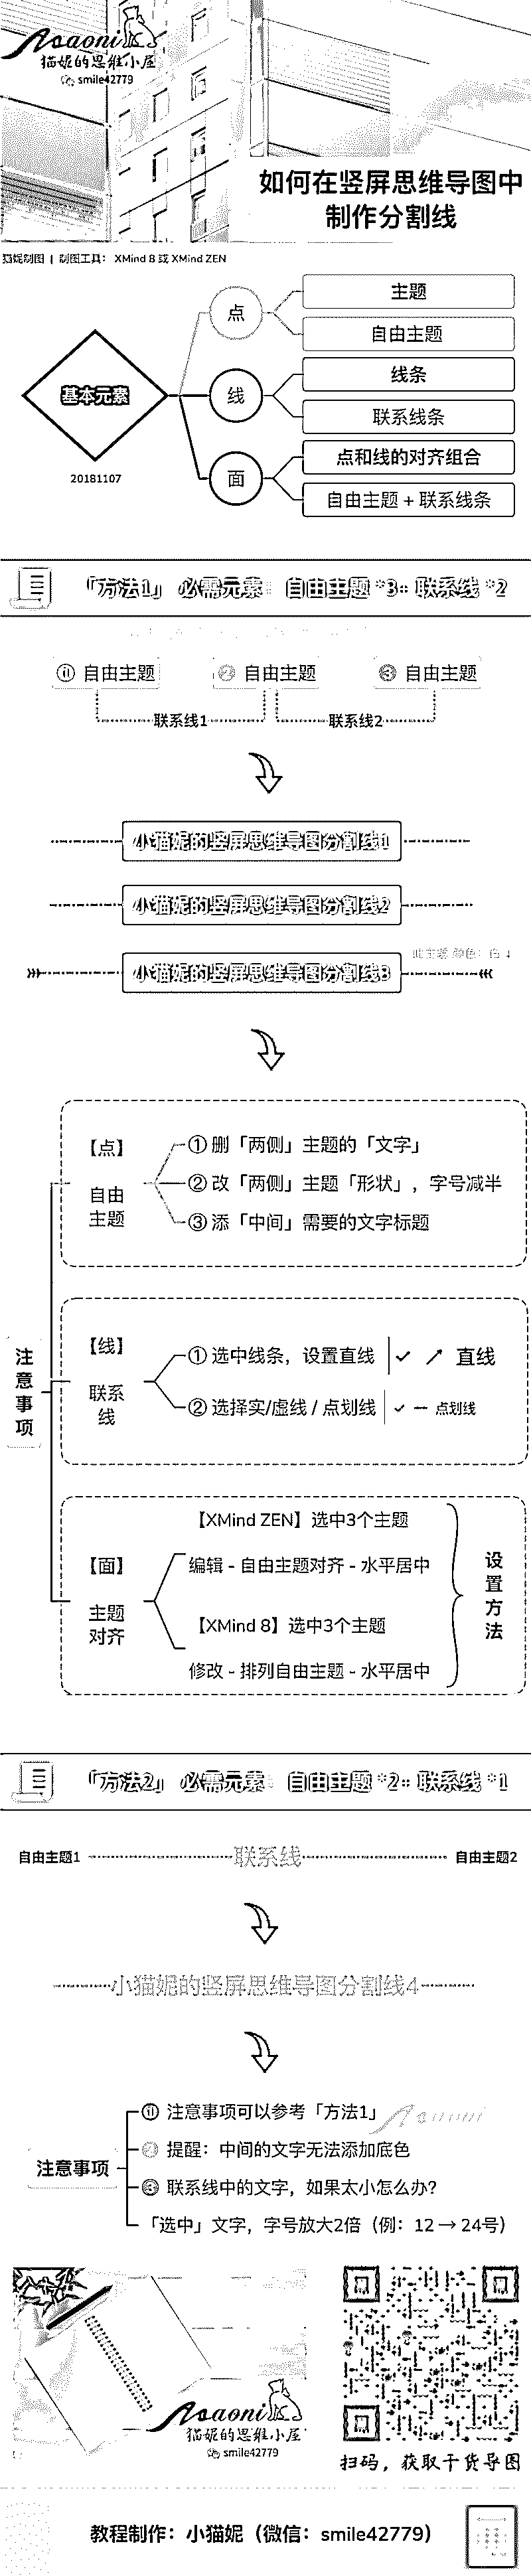 Naaoni
猫妮的思维小屋
smile42779
如何在竖屏思维导图中
制作分割线
猫妮制图 | 制图工具： XMind 8 或 XMind ZEN
基本元素
20181107
点
主题
自由主题
线
线条
联系线条
面
点和线的对齐组合
自由主题 + 联系线条
「方法1」 必需元素： 自由主题 *3 + 联系线 *2
① 自由主题
② 自由主题
③ 自由主题
联系线1
联系线2
小猫妮的竖屏思维导图分割线1
小猫妮的竖屏思维导图分割线2
小猫妮的竖屏思维导图分割线3
注意事项
【点】
自由
主题
① 删「两侧」主题的「文字」
② 改「两侧」主题「形状」，字号减半
③ 添「中间」需要的文字标题
【线】
联系
线
① 选中线条，设置直线
直线
② 选择实/虚线 / 点划线
点划线
【面】
主题
对齐
【XMind ZEN】选中3个主题
编辑 - 自由主题对齐 - 水平居中
【XMind 8】选中3个主题
修改 - 排列自由主题 - 水平居中
设置方法
「方法2」 必需元素： 自由主题 *2 + 联系线 *1
自由主题1
联系线
自由主题2
小猫妮的竖屏思维导图分割线4
注意事项
① 注意事项可以参考「方法1」
② 提醒：中间的文字无法添加底色
③ 联系线中的文字，如果太小怎么办？
「选中」文字，字号放大2倍（例：12 → 24号）
Naaoni
猫妮的思维小屋
smile42779
扫码，获取干货导图
教程制作：小猫妮（微信：smile42779）